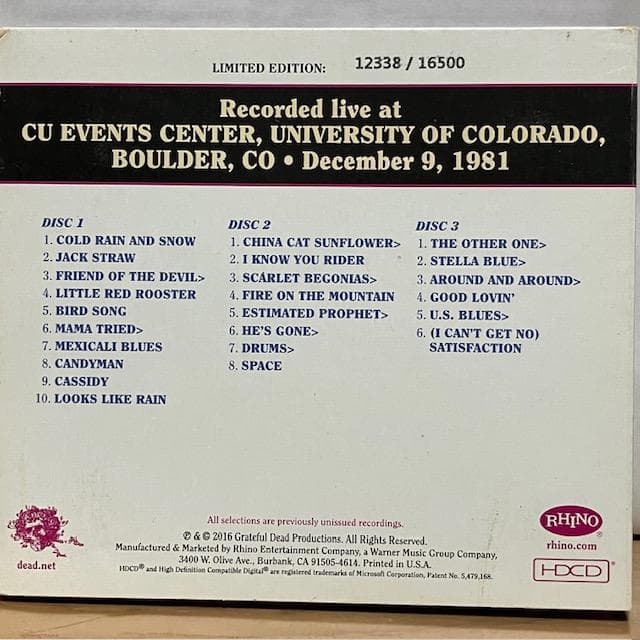 LIMITED EDITION: 12338 / 16500
Recorded live at
CU EVENTS CENTER, UNIVERSITY OF COLORADO,
BOULDER, CO • December 9, 1981
DISC 1
1. COLD RAIN AND SNOW
2. JACK STRAW
3. FRIEND OF THE DEVIL>
4. LITTLE RED ROOSTER
5. BIRD SONG
6. MAMA TRIED>
7. MEXICALI BLUES
8. CANDYMAN
9. CASSIDY
10. LOOKS LIKE RAIN
DISC 2
1. CHINA CAT SUNFLOWER>
2. I KNOW YOU RIDER
3. SCARLET BEGONIAS>
4. FIRE ON THE MOUNTAIN
5. ESTIMATED PROPHET>
6. HE'S GONE>
7. DRUMS>
8. SPACE
DISC 3
1. THE OTHER ONE>
2. STELLA BLUE>
3. AROUND AND AROUND>
4. GOOD LOVIN'
5. U.S. BLUES>
6. (I CAN'T GET NO)
SATISFACTION
All selections are previously unissued recordings.
℗ & © 2016 Grateful Dead Productions. All Rights Reserved.
Manufactured & Marketed by Rhino Entertainment Company, a Warner Music Group Company,
3400 W. Olive Ave., Burbank, CA 91505-4614. Printed in U.S.A.
HDCD® and High Definition Compatible Digital® are registered trademarks of Microsoft Corporation, Patent No. 5,479,168.
dead.net
RHINO
rhino.com
HDCD